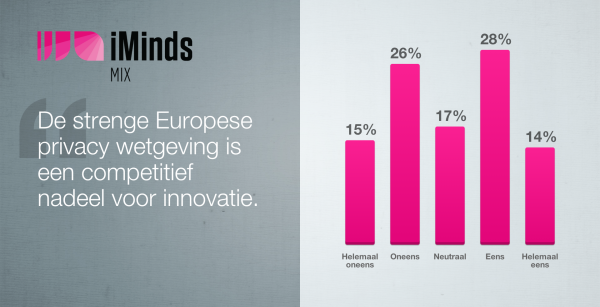 iMinds
MIX
“
De strenge Europese
privacy wetgeving is
een competitief
nadeel voor innovatie.
15%
26%
17%
28%
14%
Helemaal
oneens
Oneens
Neutraal
Eens
Helemaal
eens